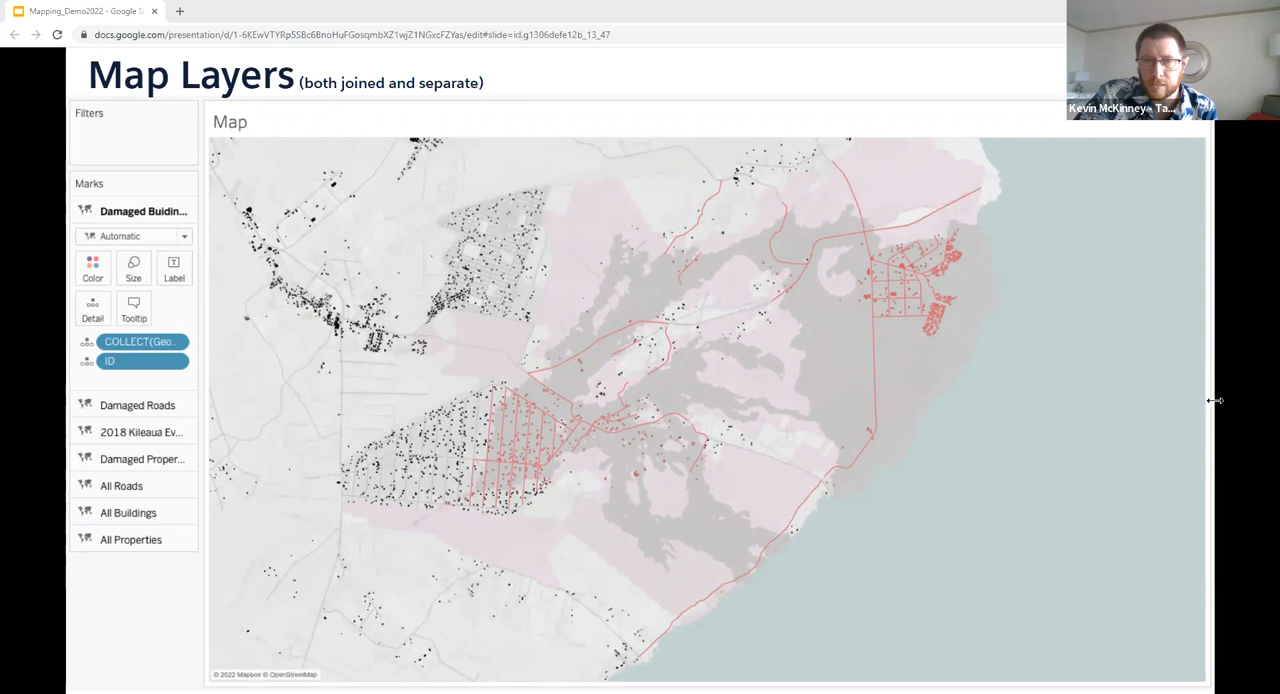 Mapping_Demo2022 - Google Sl
docs.google.com/presentation/d/1-6KEwVTYRp5SBc6BnoHuFGosqmbXZ1wjZ1NGxcFZYas/edit#slide=id.g1306defe12b_13_47
Map Layers (both joined and separate)
Kevin McKinney - Ta...
Filters
Map
Marks
Damaged Buidin...
Automatic
Color Size Label
Detail Tooltip
COLLECT(Geo..
ID
Damaged Roads
2018 Kileaua Ev...
Damaged Proper...
All Roads
All Buildings
All Properties
© 2022 Mapbox © OpenStreetMap